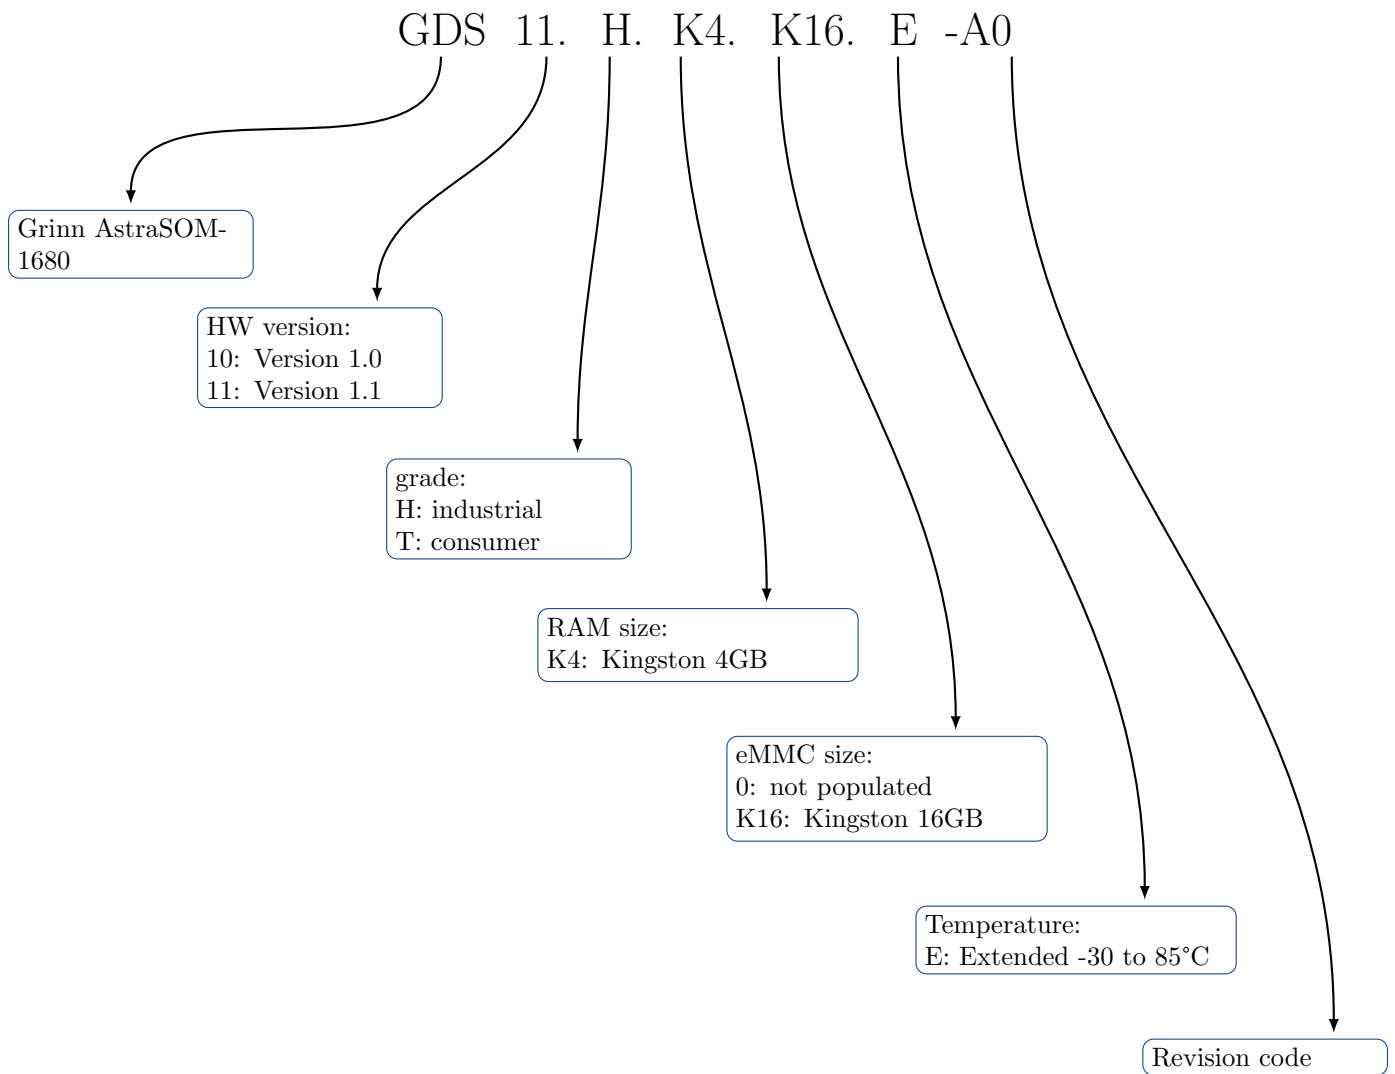 GDS 11. H. K4. K16. E -A0
Grinn AstraSOM-
1680
HW version:
10: Version 1.0
11: Version 1.1
grade:
H: industrial
T: consumer
RAM size:
K4: Kingston 4GB
eMMC size:
0: not populated
K16: Kingston 16GB
Temperature:
E: Extended -30 to 85°C
Revision code